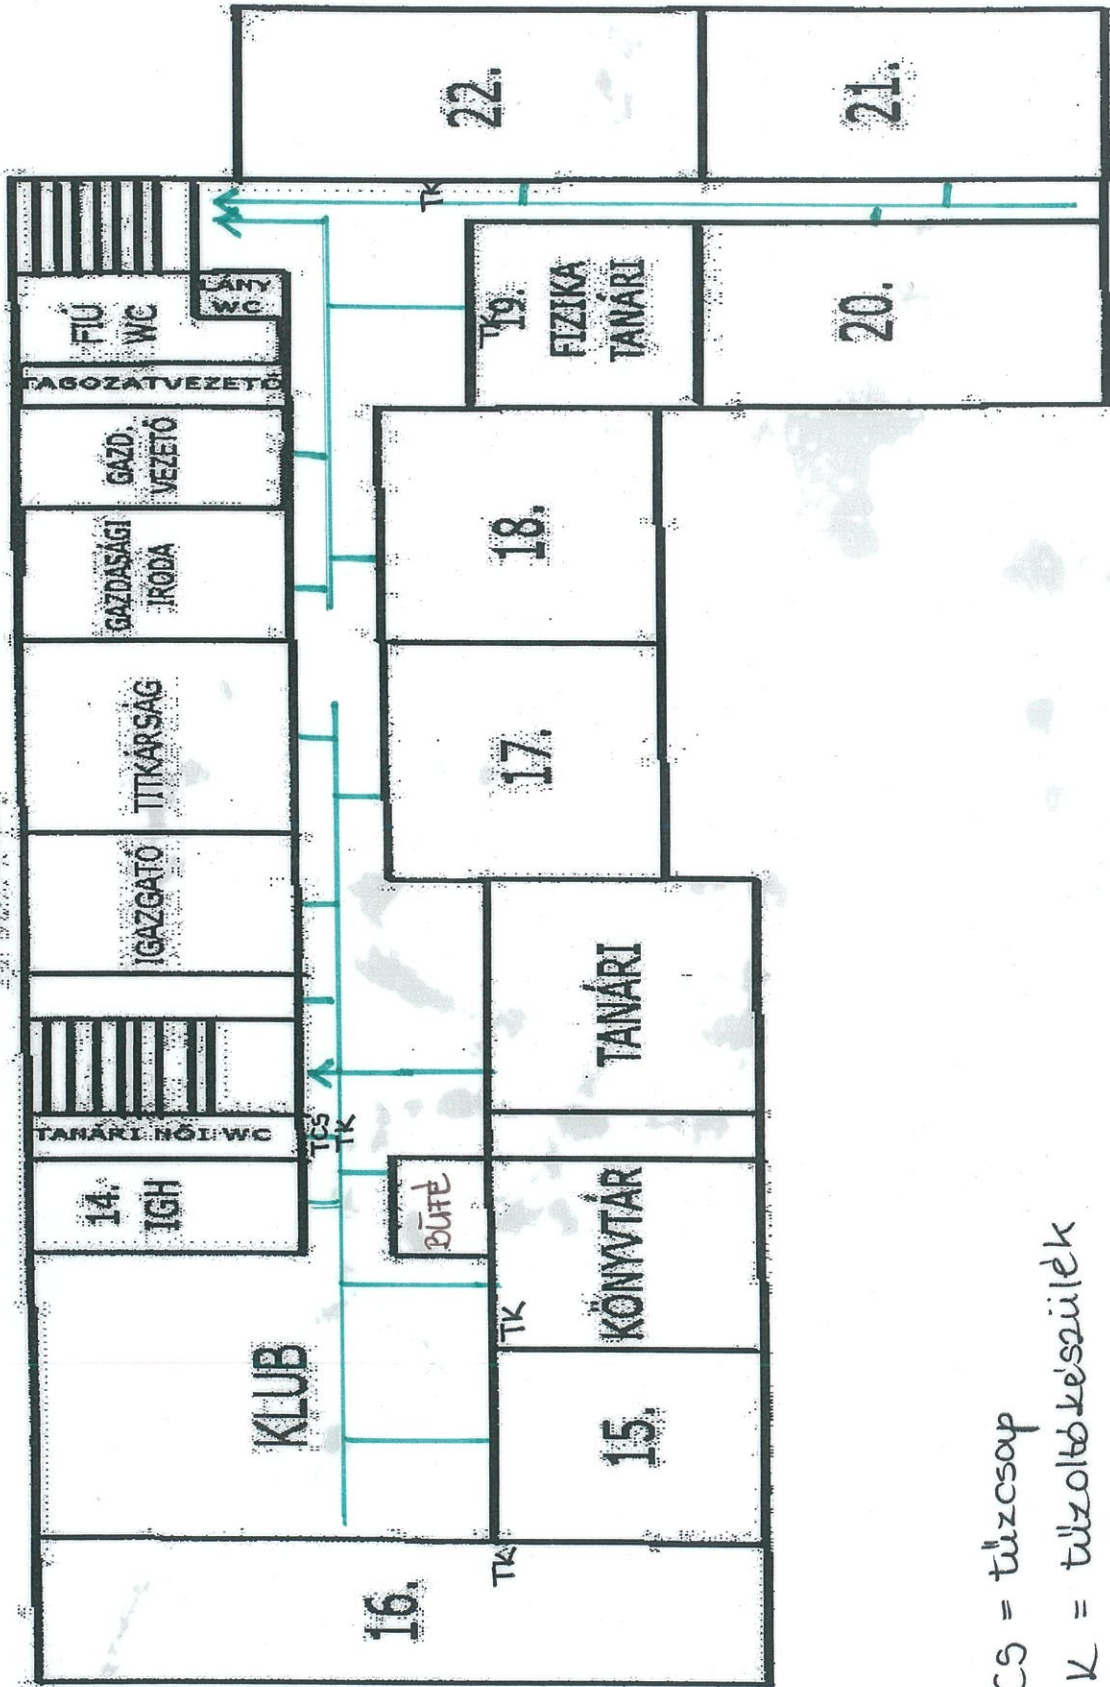 16.
KLUB
14.
IGH
TANÁRI NŐI WC
IGAZGATÓ
TITKÁRSÁG
GAZDASÁGI
IRODA
GAZD.
VEZETŐ
TAGOZATVEZETŐ
FIÚ
WC
LÁNY
WC
TCS
TK
BÜFÉ
TK
TK
15.
KÖNYVTÁR
TANÁRI
17.
18.
TK
19.
FIZIKA
TANÁRI
20.
TK
22.
21.
CS = tűzcsap
K = tűzoltókészülék